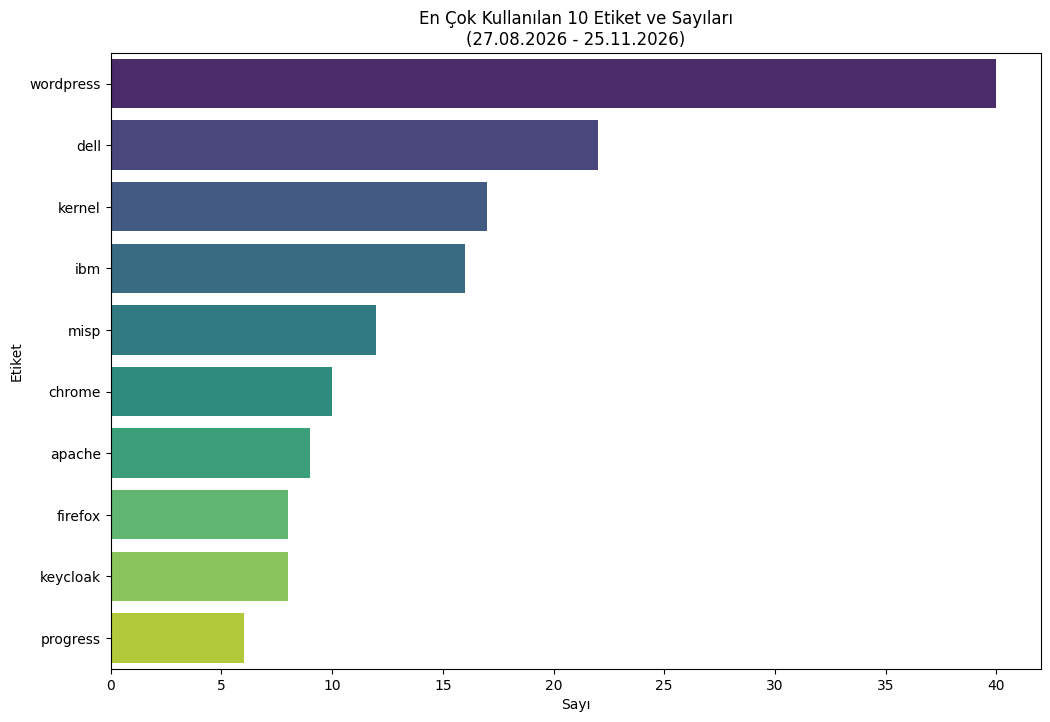 En Çok Kullanılan 10 Etiket ve Sayıları
(27.08.2026 - 25.11.2026)
Etiket
wordpress
dell
kernel
ibm
misp
chrome
apache
firefox
keycloak
progress
0 5 10 15 20 25 30 35 40
Sayı